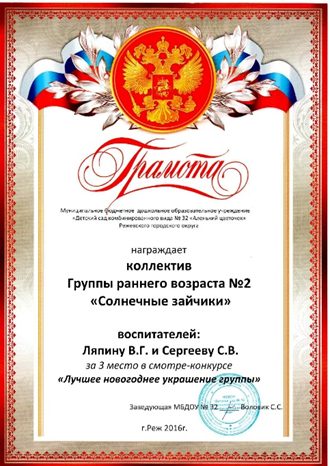 Грамота
Муниципальное бюджетное дошкольное образовательное учреждение
«Детский сад комбинированного вида № 32 «Аленький цветочек»
Режевского городского округа
награждает
коллектив
Группы раннего возраста №2
«Солнечные зайчики»
воспитателей:
Ляпину В.Г. и Сергееву С.В.
за 3 место в смотре-конкурсе
«Лучшее новогоднее украшение группы»
Заведующая МБДОУ № 32 Воловик С.С.
г.Реж 2016г.